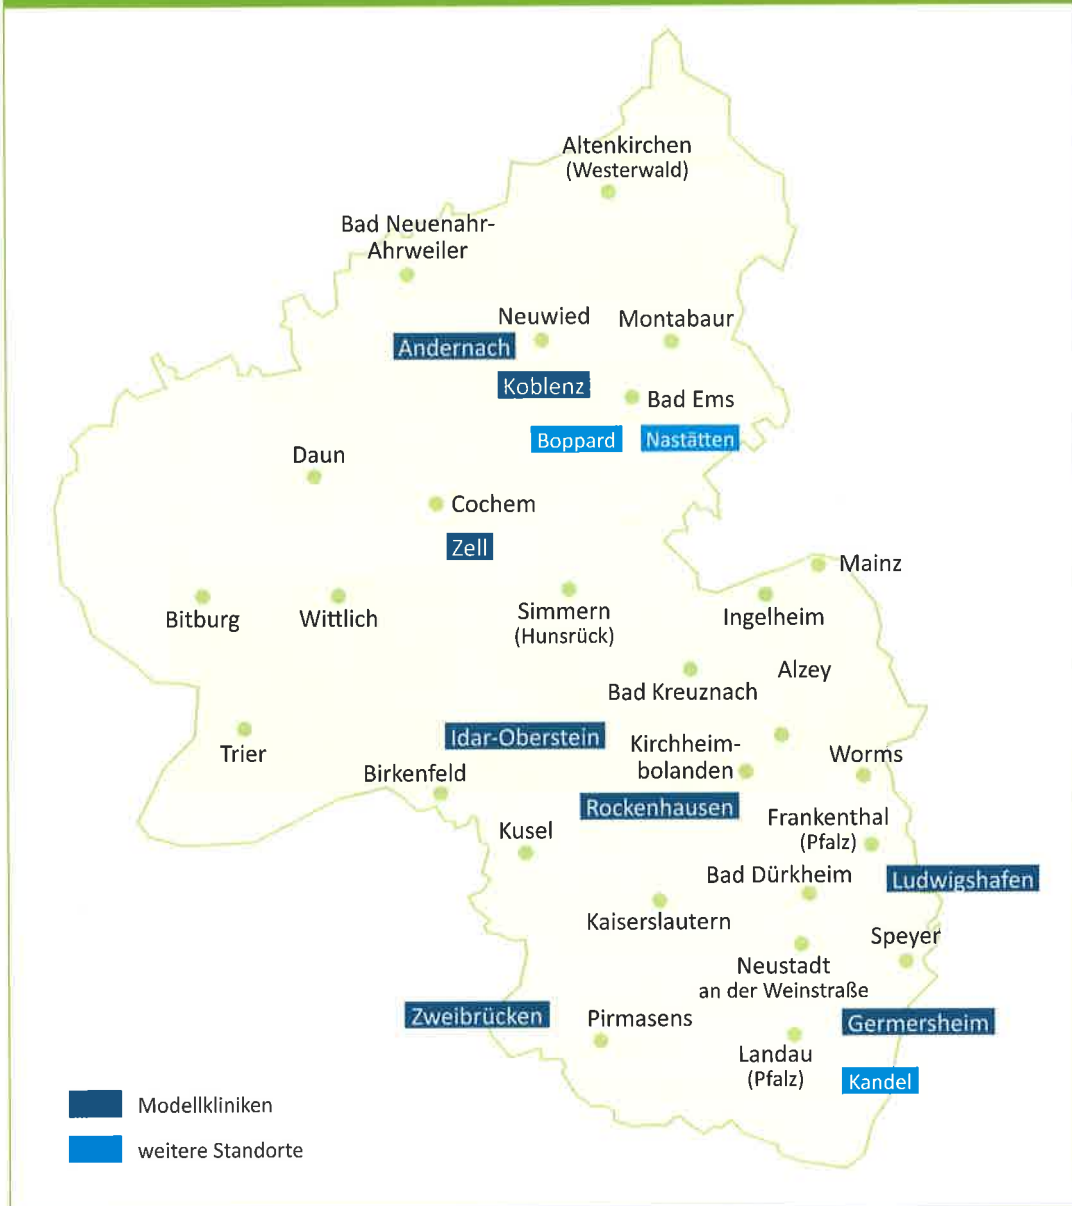 Altenkirchen
(Westerwald)
Bad Neuenahr-
Ahrweiler
Neuwied
Montabaur
Andernach
Koblenz
Bad Ems
Boppard
Nastätten
Daun
Cochem
Zell
Mainz
Bitburg
Wittlich
Simmern
(Hunsrück)
Ingelheim
Alzey
Bad Kreuznach
Idar-Oberstein
Kirchheim-
bolanden
Trier
Worms
Birkenfeld
Rockenhausen
Frankenthal
(Pfalz)
Kusel
Bad Dürkheim
Ludwigshafen
Kaiserslautern
Speyer
Neustadt
an der Weinstraße
Zweibrücken
Pirmasens
Germersheim
Landau
(Pfalz)
Kandel
Modellkliniken
weitere Standorte